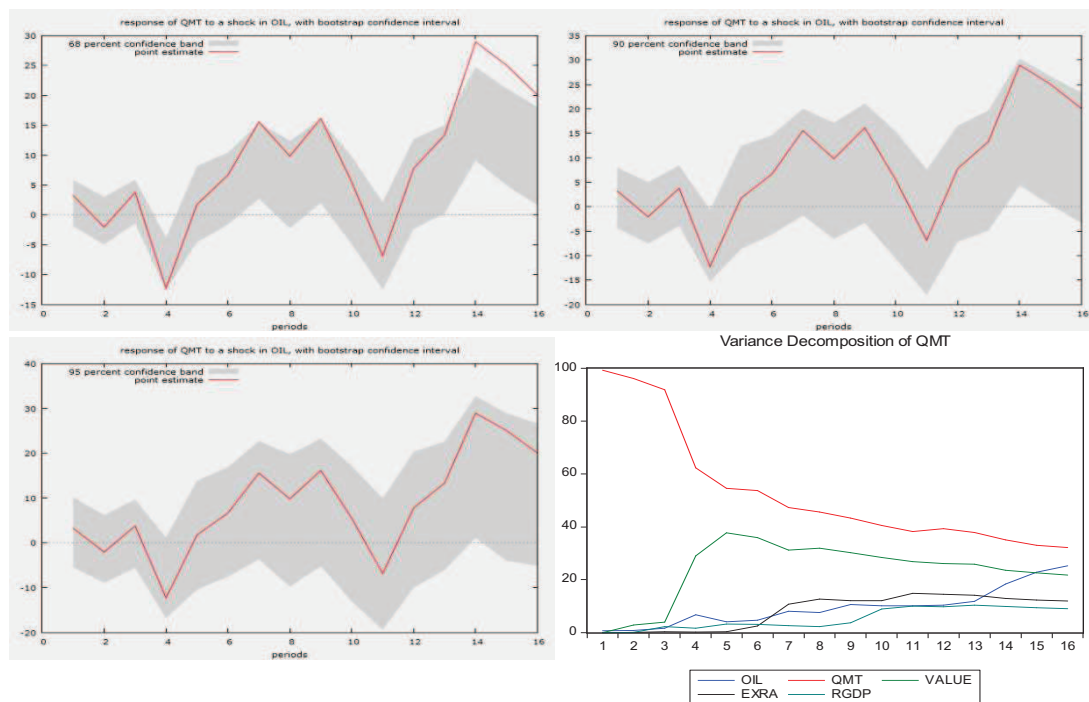 response of QMT to a shock in OIL, with bootstrap confidence interval
68 percent confidence band
point estimate
30
25
20
15
10
5
0
-5
-10
-15
0 2 4 6 8 10 12 14 16
periods
response of QMT to a shock in OIL, with bootstrap confidence interval
90 percent confidence band
point estimate
35
30
25
20
15
10
5
0
-5
-10
-15
-20
0 2 4 6 8 10 12 14 16
periods
response of QMT to a shock in OIL, with bootstrap confidence interval
95 percent confidence band
point estimate
40
30
20
10
0
-10
-20
0 2 4 6 8 10 12 14 16
periods
Variance Decomposition of QMT
100
80
60
40
20
0
1 2 3 4 5 6 7 8 9 10 11 12 13 14 15 16
OIL QMT VALUE
EXRA RGDP